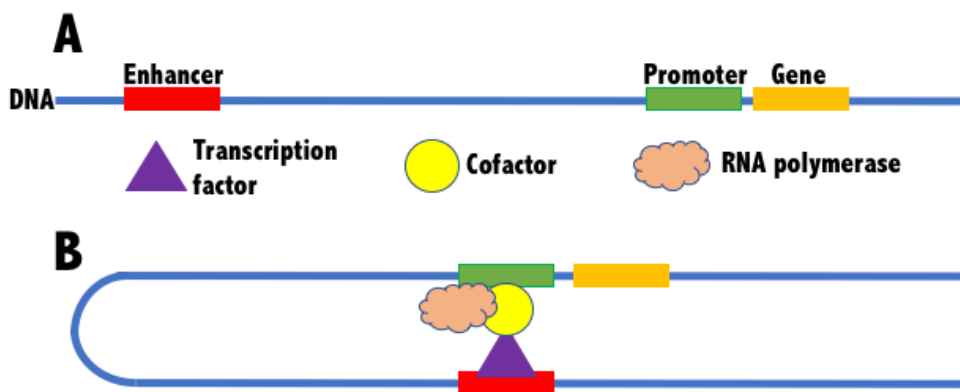 A
Enhancer
Promoter Gene
DNA
Transcription
factor
Cofactor
RNA polymerase
B